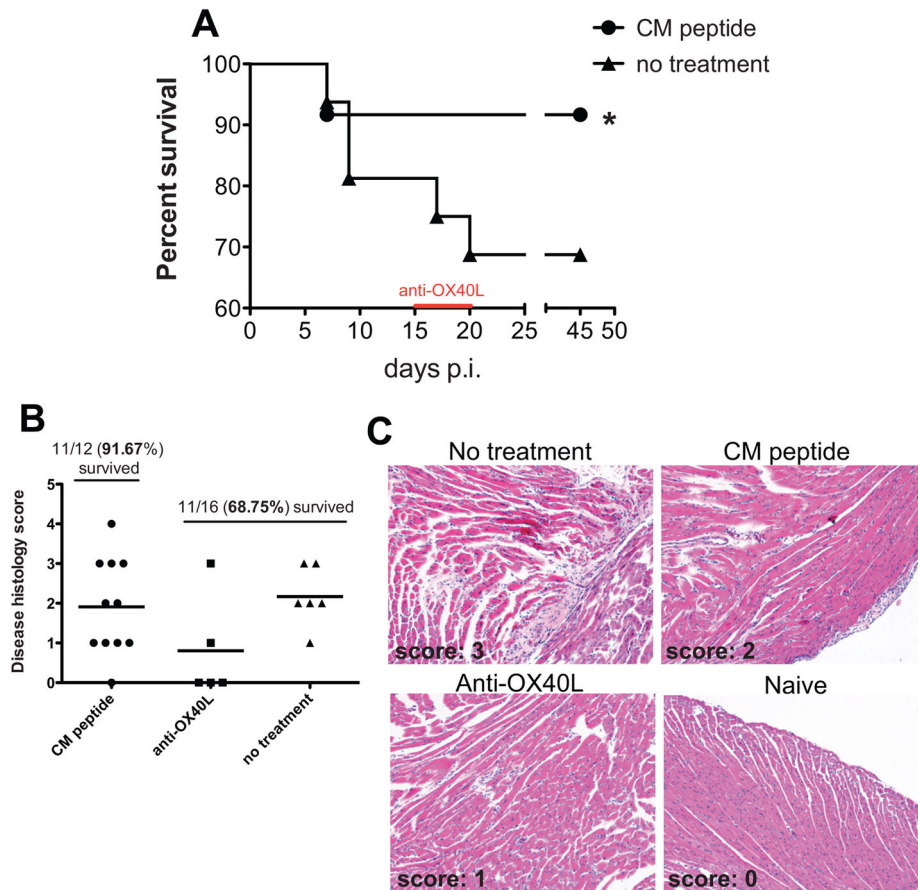 A
CM peptide
no treatment
Percent survival
100
90
80
70
60
*
anti-OX40L
0 5 10 15 20 25 45 50
days p.i.
B
11/12 (91.67%)
survived
11/16 (68.75%) survived
Disease histology score
5
4
3
2
1
0
CM peptide
anti-OX40L
no treatment
C
No treatment
CM peptide
score: 3
score: 2
Anti-OX40L
Naive
score: 1
score: 0